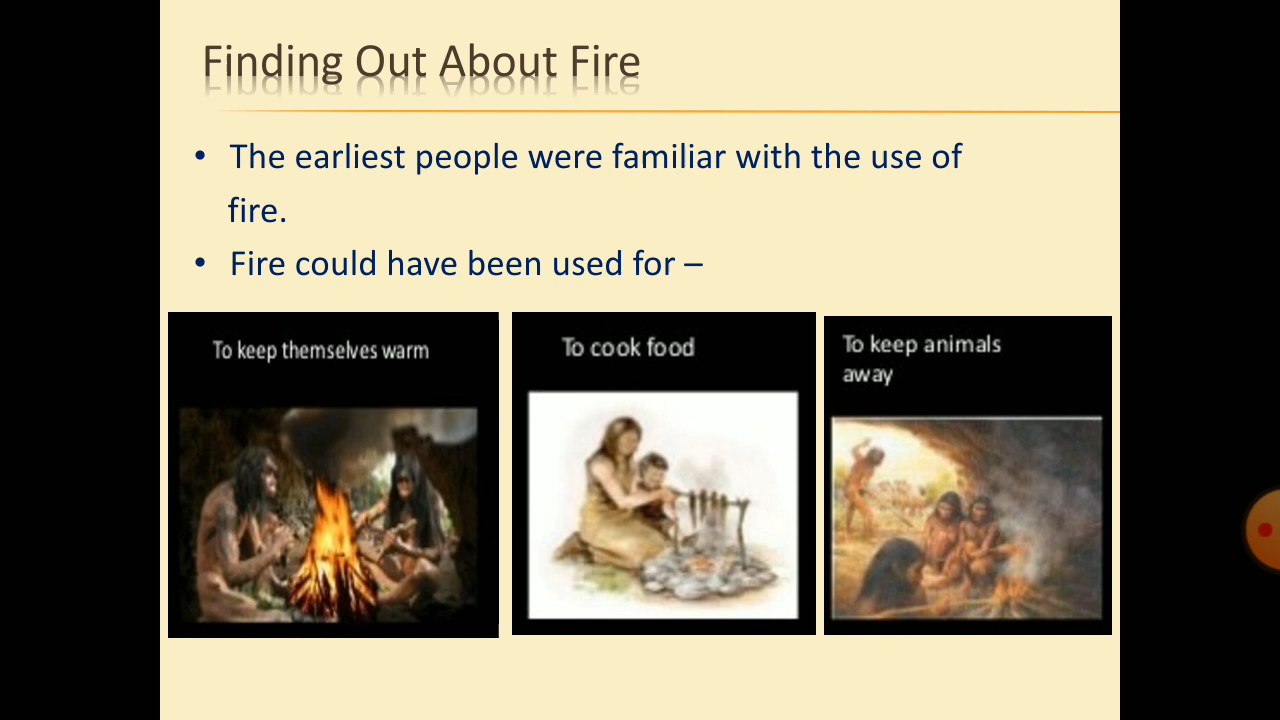 Finding Out About Fire
• The earliest people were familiar with the use of
fire.
• Fire could have been used for –
To keep themselves warm
To cook food
To keep animals
away